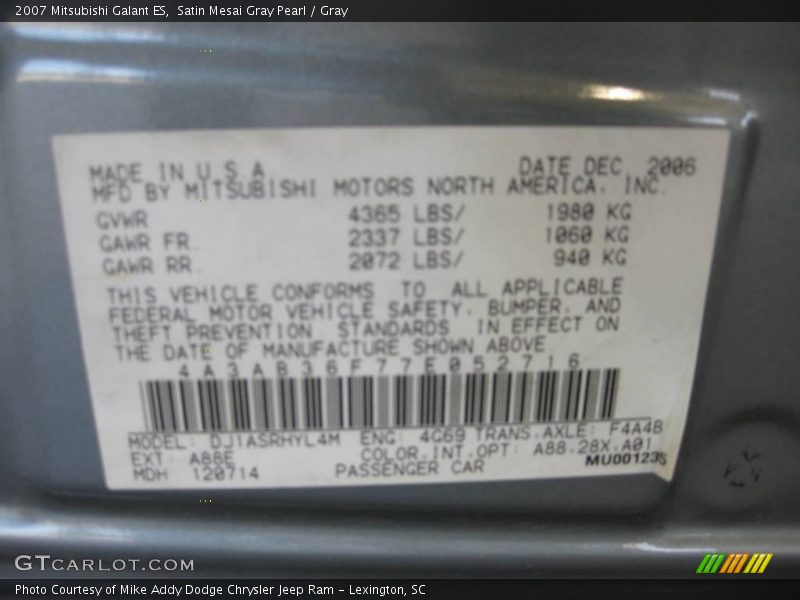 2007 Mitsubishi Galant ES, Satin Mesai Gray Pearl / Gray
MADE IN U.S.A. DATE DEC 2006
MFD BY MITSUBISHI MOTORS NORTH AMERICA, INC.
GVWR 4365 LBS/ 1980 KG
GAWR FR 2337 LBS/ 1060 KG
GAWR RR 2072 LBS/ 940 KG
THIS VEHICLE CONFORMS TO ALL APPLICABLE
FEDERAL MOTOR VEHICLE SAFETY, BUMPER, AND
THEFT PREVENTION STANDARDS IN EFFECT ON
THE DATE OF MANUFACTURE SHOWN ABOVE
4A3AB36F77E052716
MODEL: DJ1ASRHYL4M ENG: 4G69 TRANS.AXLE: F4A4B
EXT: A88E COLOR.INT.OPT: A88.28X.A01
MDH 120714 PASSENGER CAR MU001235
GTCARLOT.COM
Photo Courtesy of Mike Addy Dodge Chrysler Jeep Ram – Lexington, SC